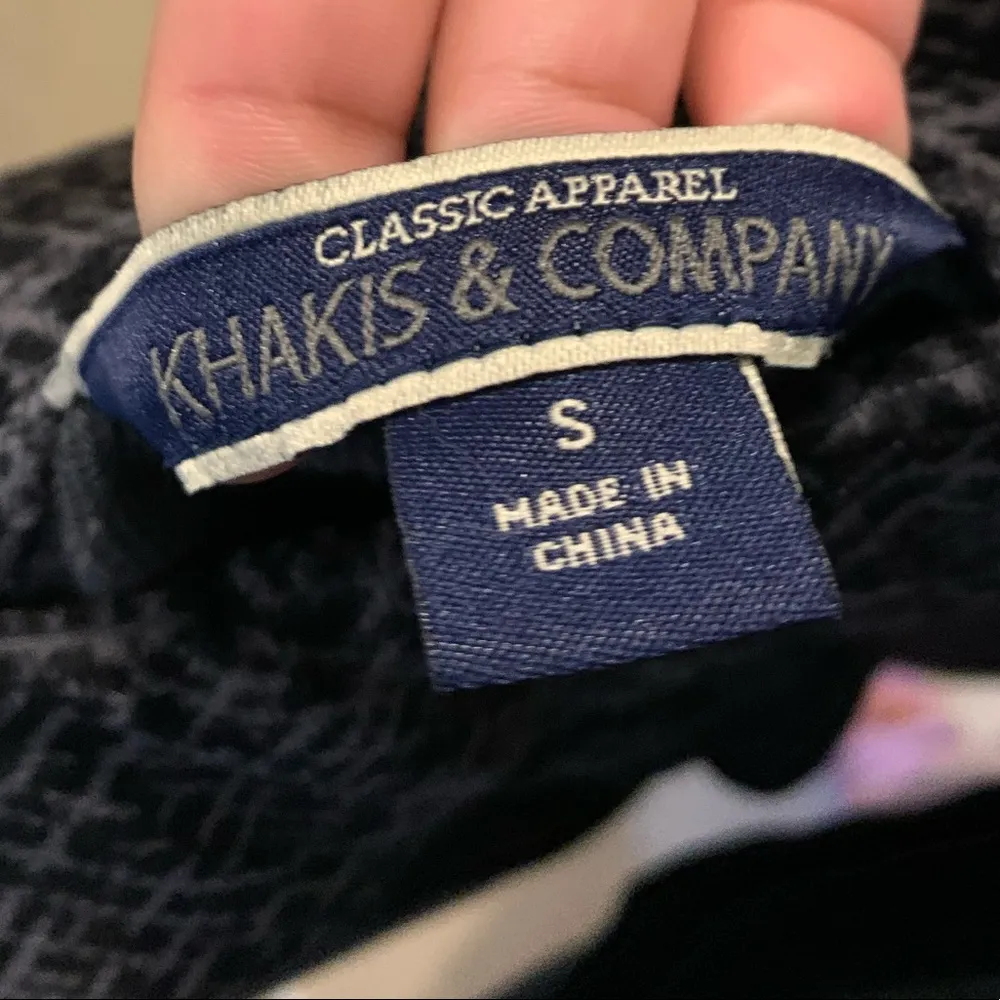 CLASSIC APPAREL
KHAKIS & COMPANY
S
MADE IN
CHINA